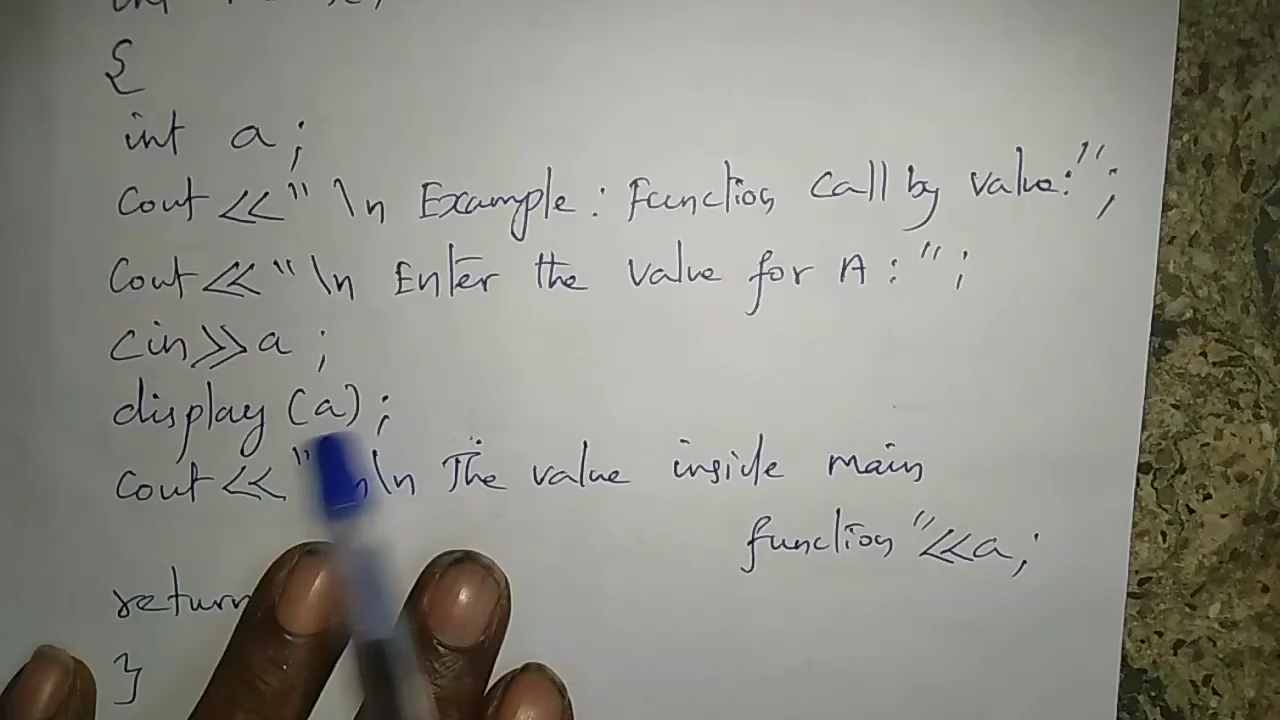 {
int a;
Cout<<"\n Example: Function Call by value:";
Cout<<"\n Enter the value for A:";
Cin>>a;
display(a);
Cout<<" \n The value inside main
function"<<a;
return
}